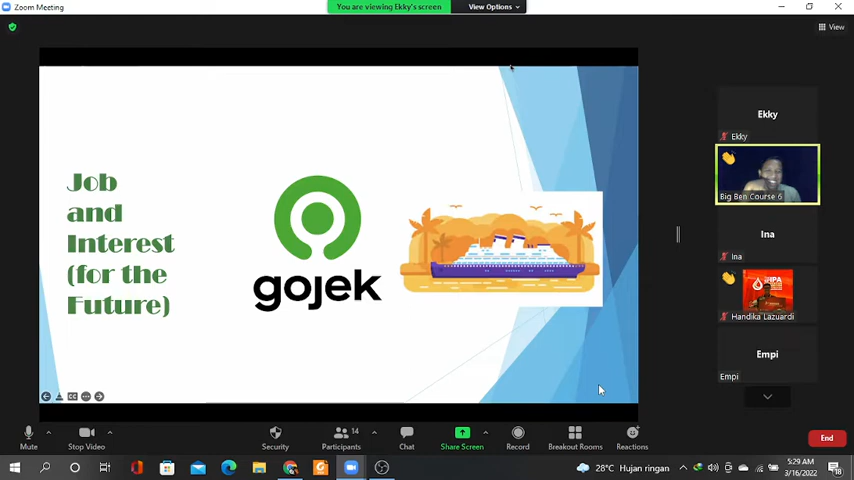 Zoom Meeting
You are viewing Ekky's screen
View Options
View
Job
and
Interest
(for the
Future)
gojek
Ekky
Ekky
Big Ben Course 6
Ina
Ina
Handika Lazuardi
Empi
Empi
Mute
Stop Video
Security
Participants
14
Chat
Share Screen
Record
Breakout Rooms
Reactions
End
28°C Hujan ringan
5:29 AM
3/16/2022
18